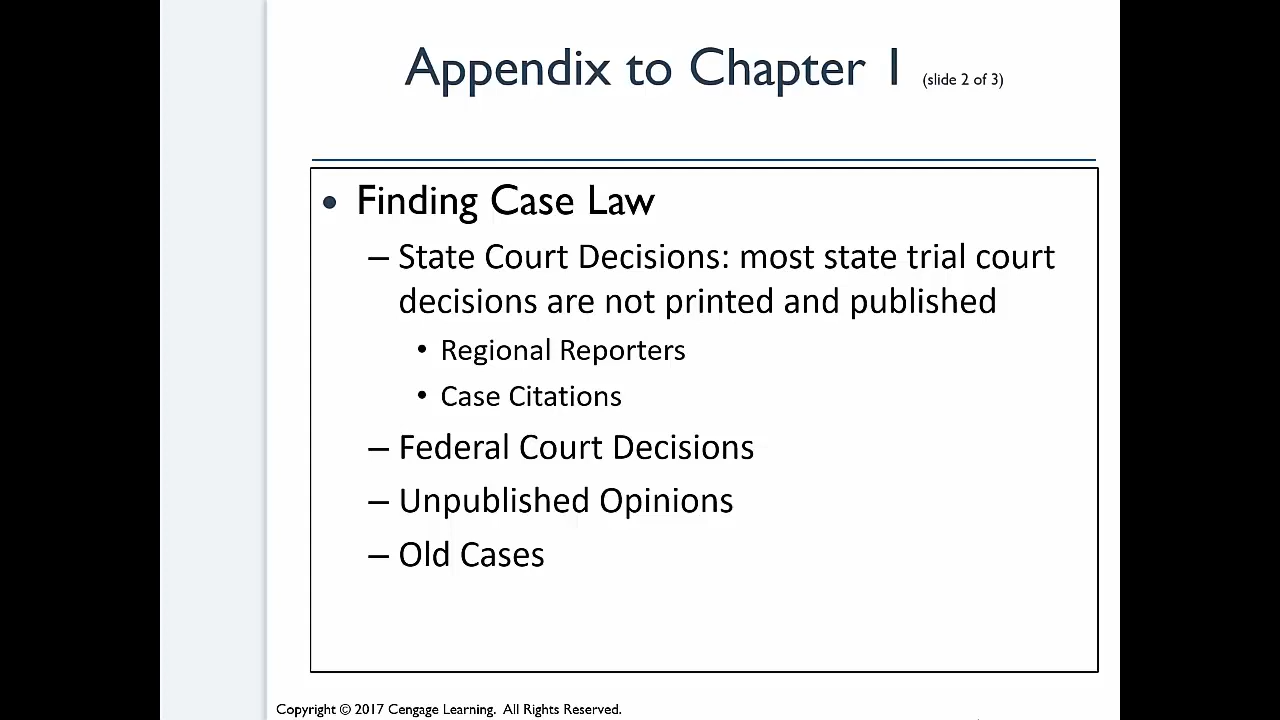 Appendix to Chapter 1 (slide 2 of 3)
• Finding Case Law
– State Court Decisions: most state trial court
decisions are not printed and published
• Regional Reporters
• Case Citations
– Federal Court Decisions
– Unpublished Opinions
– Old Cases
Copyright © 2017 Cengage Learning. All Rights Reserved.